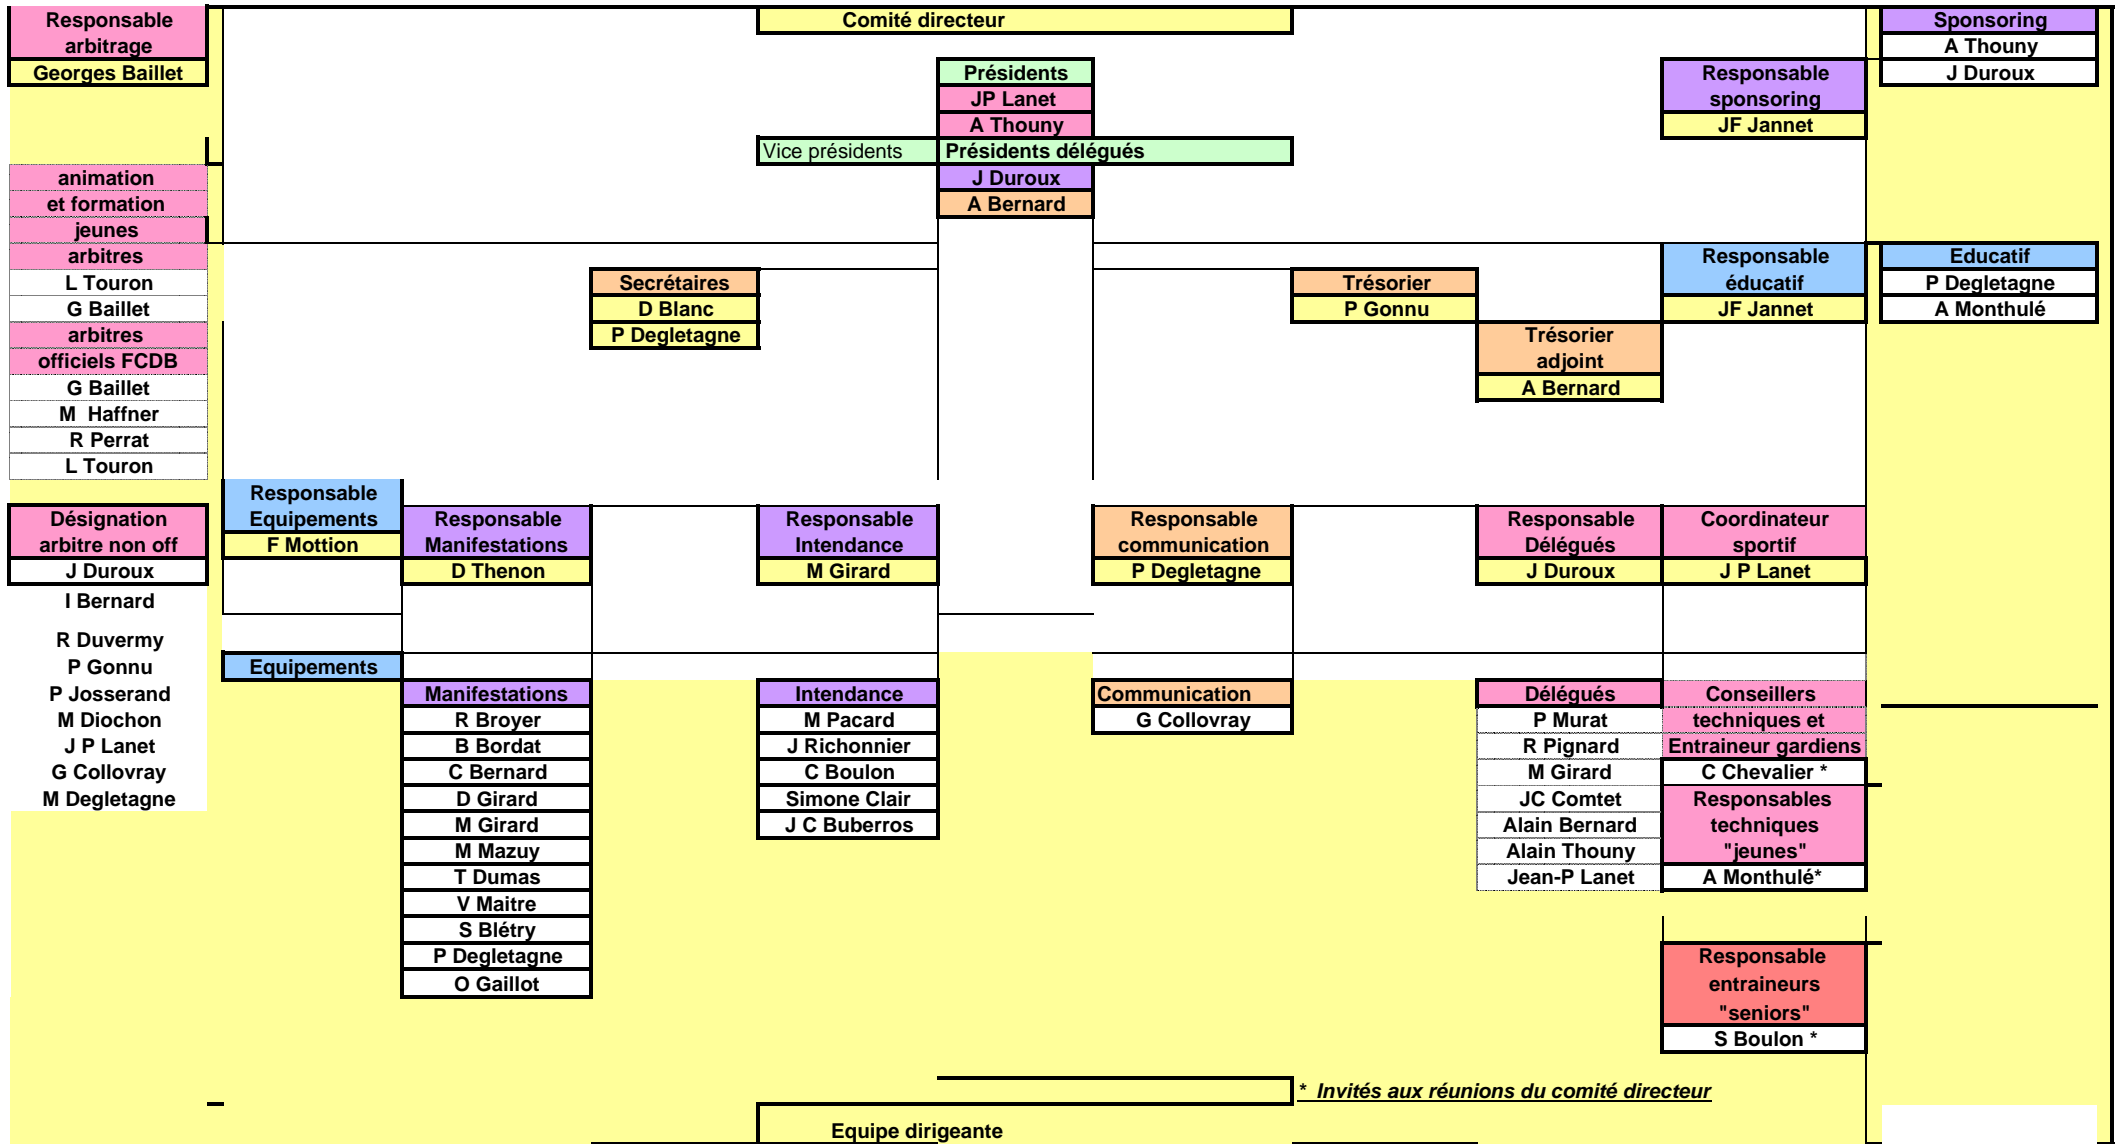 Responsable
arbitrage
Georges Baillet
Comité directeur
Sponsoring
A Thouny
J Duroux
Présidents
JP Lanet
A Thouny
Responsable
sponsoring
JF Jannet
Vice présidents
Présidents délégués
J Duroux
A Bernard
animation
et formation
jeunes
arbitres
L Touron
G Baillet
arbitres
officiels FCDB
G Baillet
M Haffner
R Perrat
L Touron
Secrétaires
D Blanc
P Degletagne
Trésorier
P Gonnu
Trésorier
adjoint
A Bernard
Responsable
éducatif
JF Jannet
Educatif
P Degletagne
A Monthulé
Désignation
arbitre non off
J Duroux
I Bernard
R Duvermy
P Gonnu
P Josserand
M Diochon
J P Lanet
G Collovray
M Degletagne
Responsable
Equipements
F Mottion
Responsable
Manifestations
D Thenon
Responsable
Intendance
M Girard
Responsable
communication
P Degletagne
Responsable
Délégués
J Duroux
Coordinateur
sportif
J P Lanet
Equipements
Manifestations
R Broyer
B Bordat
C Bernard
D Girard
M Girard
M Mazuy
T Dumas
V Maitre
S Blétry
P Degletagne
O Gaillot
Intendance
M Pacard
J Richonnier
C Boulon
Simone Clair
J C Buberros
Communication
G Collovray
Délégués
P Murat
R Pignard
M Girard
JC Comtet
Alain Bernard
Alain Thouny
Jean-P Lanet
Conseillers
techniques et
Entraineur gardiens
C Chevalier *
Responsables
techniques
"jeunes"
A Monthulé*
Responsable
entraineurs
"seniors"
S Boulon *
* Invités aux réunions du comité directeur
Equipe dirigeante